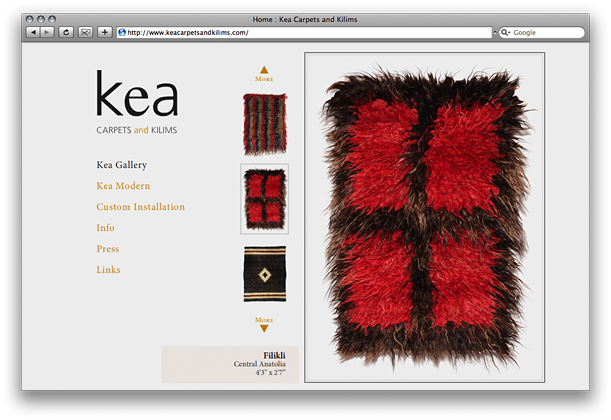 Home : Kea Carpets and Kilims
http://www.keacarpetsandkilims.com/
Google
kea
CARPETS and KILIMS
Kea Gallery
Kea Modern
Custom Installation
Info
Press
Links
More
More
Filikli
Central Anatolia
4'3" x 2'7"